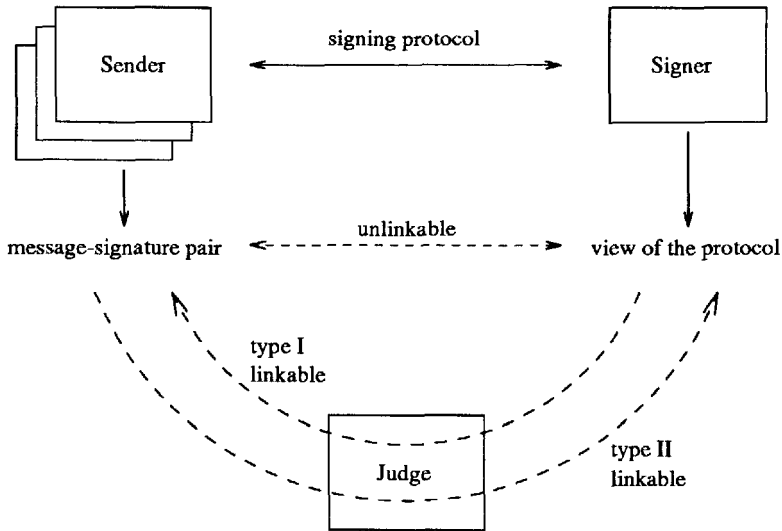 signing protocol
Sender
Signer
unlinkable
message-signature pair
view of the protocol
type I
linkable
type II
linkable
Judge